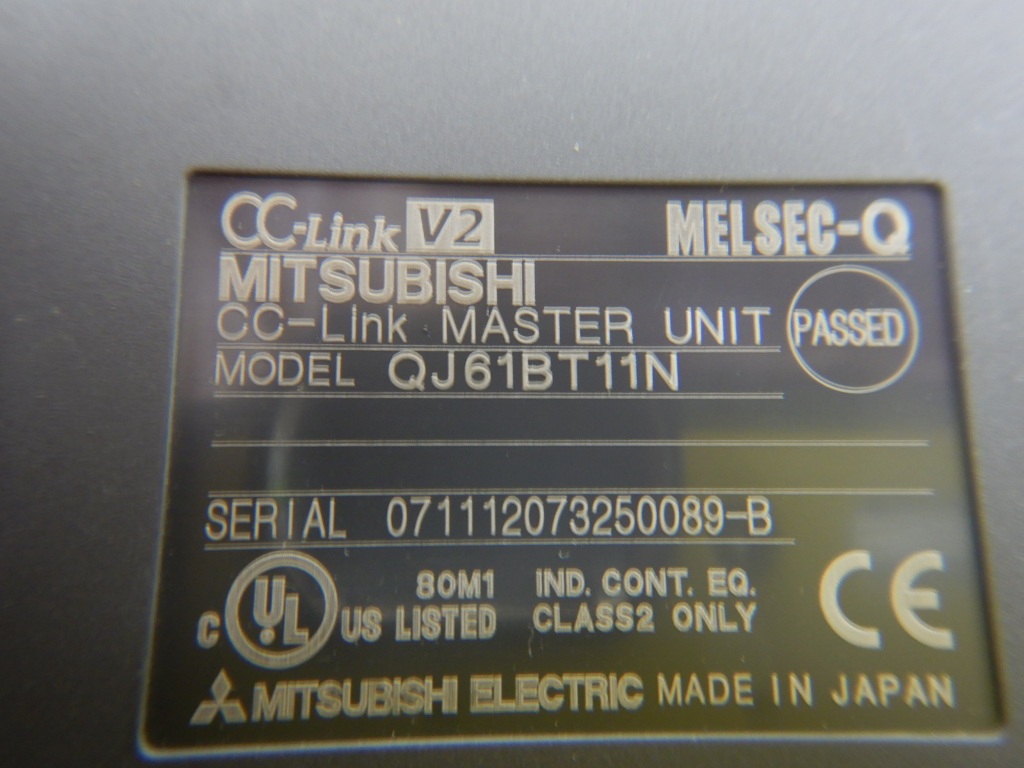 CC-Link V2 MELSEC-Q
MITSUBISHI
CC-Link MASTER UNIT PASSED
MODEL QJ61BT11N
SERIAL 071112073250089-B
C UL US LISTED 80M1 IND. CONT. EQ. CLASS2 ONLY CE
MITSUBISHI ELECTRIC MADE IN JAPAN